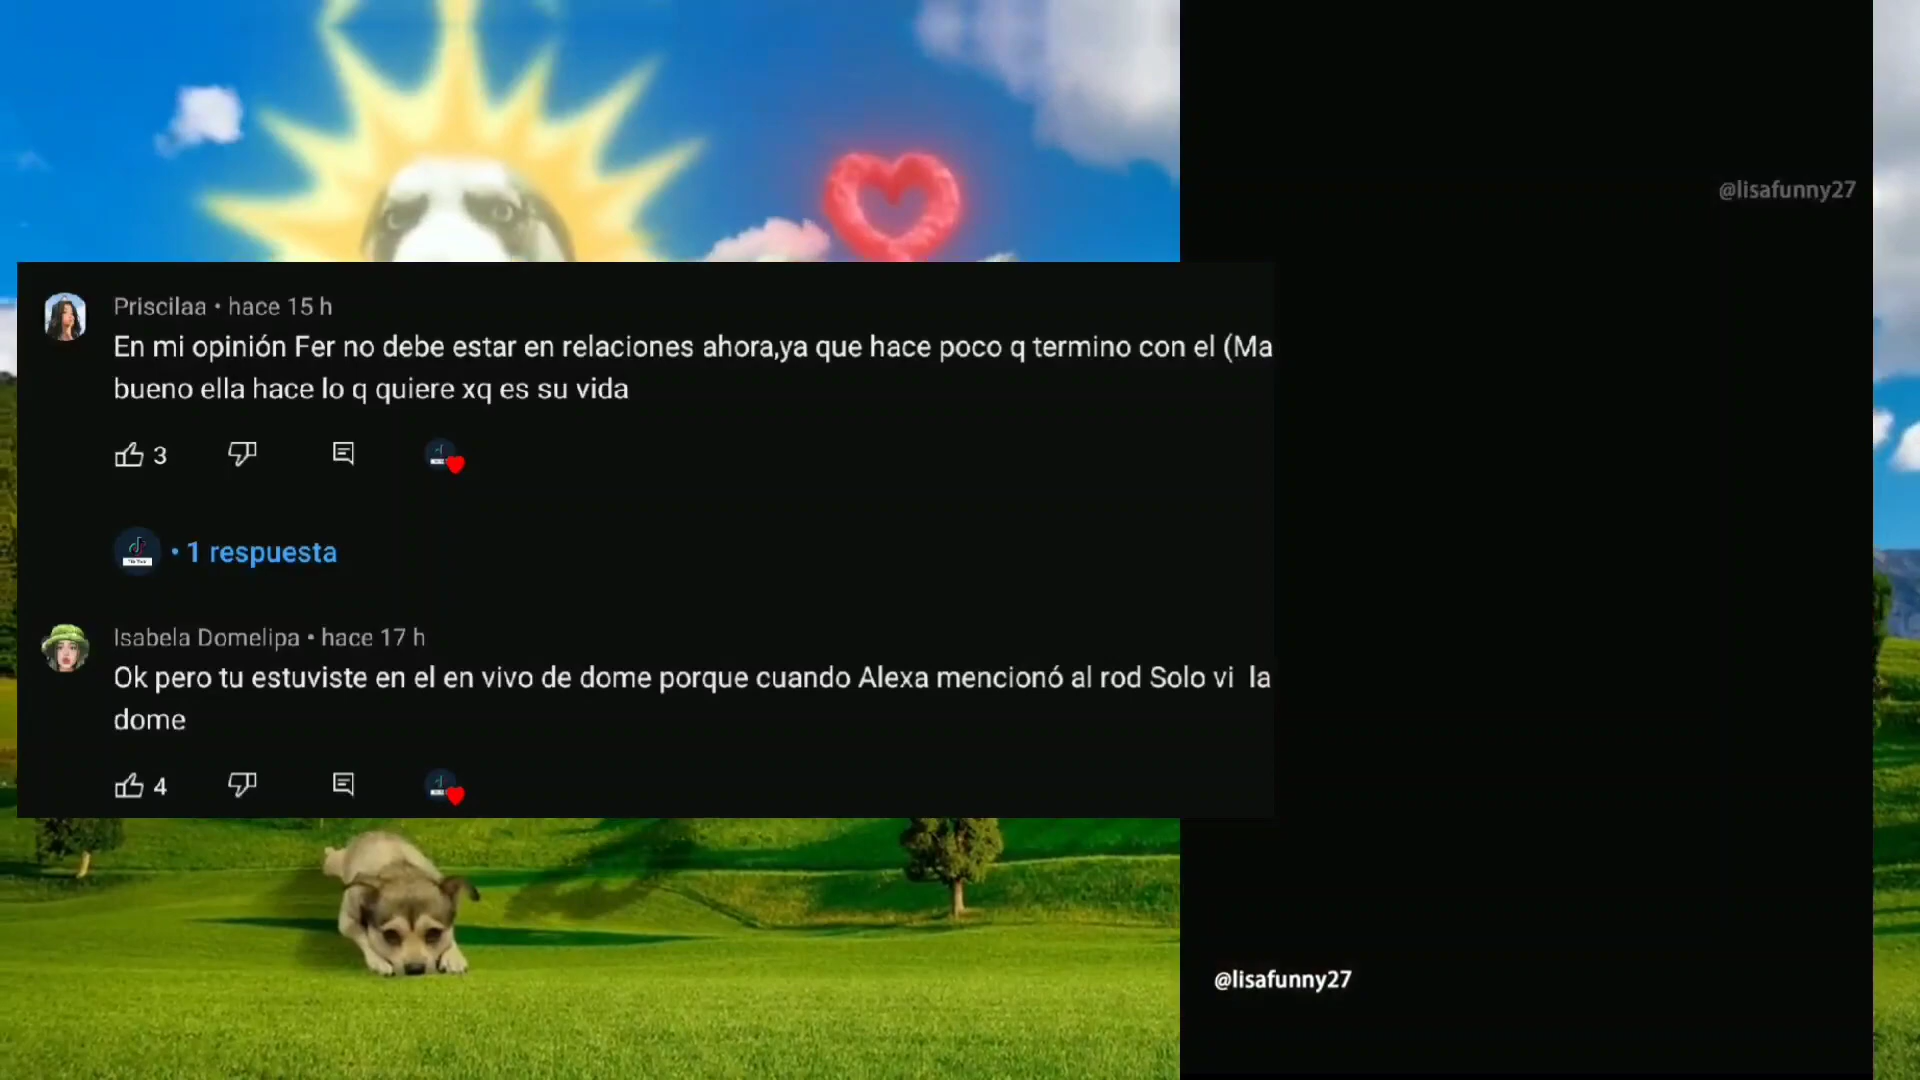 @lisafunny27
Priscilaa • hace 15 h
En mi opinión Fer no debe estar en relaciones ahora,ya que hace poco q termino con el (Ma
bueno ella hace lo q quiere xq es su vida
3
• 1 respuesta
Isabela Domelipa • hace 17 h
Ok pero tu estuviste en el en vivo de dome porque cuando Alexa mencionó al rod Solo vi la
dome
4
@lisafunny27